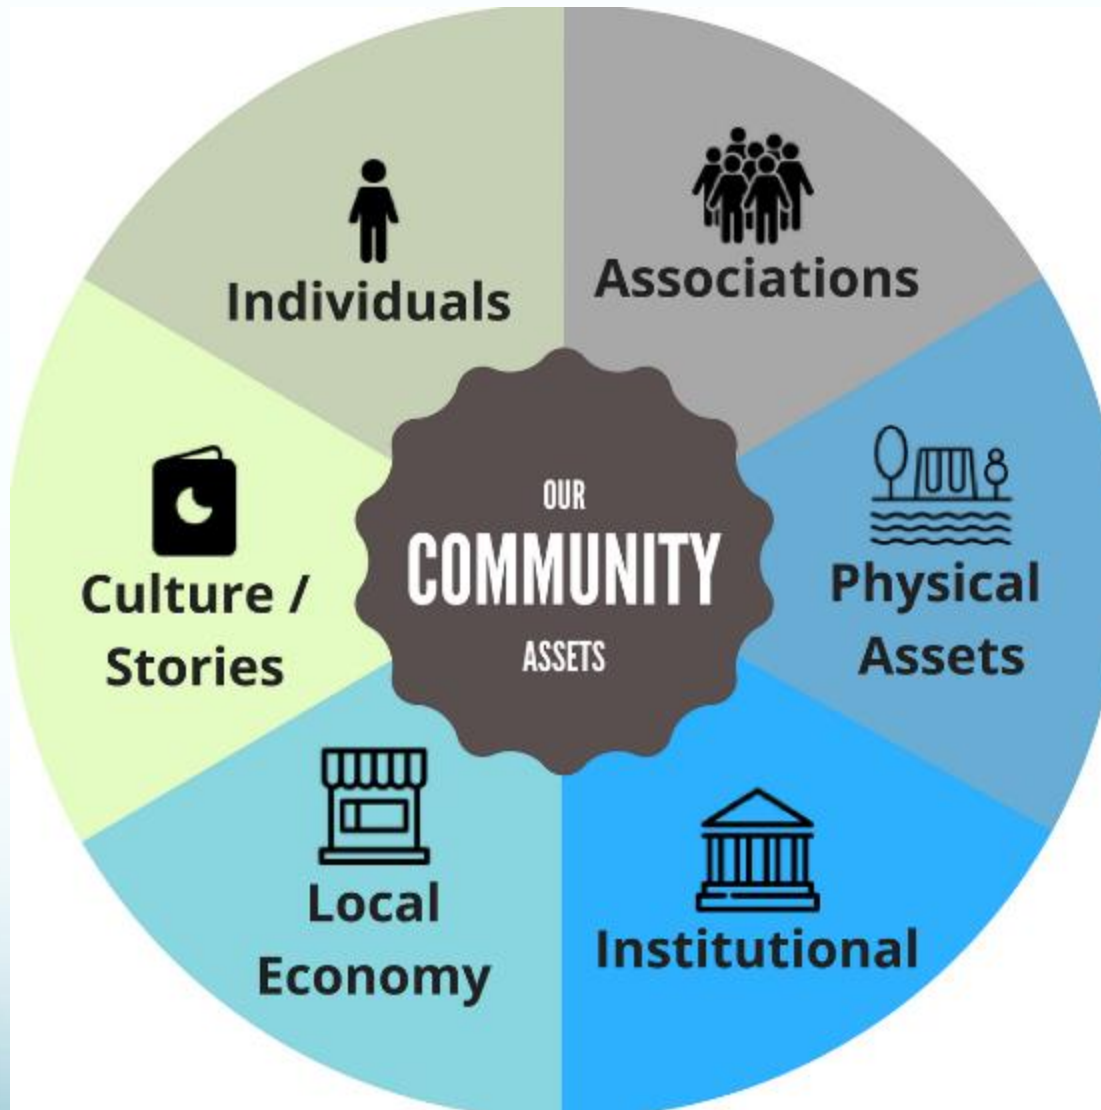 Individuals
Associations
Culture /
Stories
OUR
COMMUNITY
ASSETS
Physical
Assets
Local
Economy
Institutional